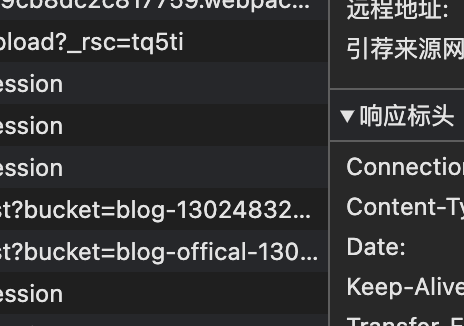 9cb8dc2c817759.webpac...
pload?_rsc=tq5ti
ession
ession
ession
st?bucket=blog-13024832...
st?bucket=blog-offical-130...
ession
远程地址:
引荐来源网
▼响应标头
Connection
Content-Ty
Date:
Keep-Alive
Transfer-E